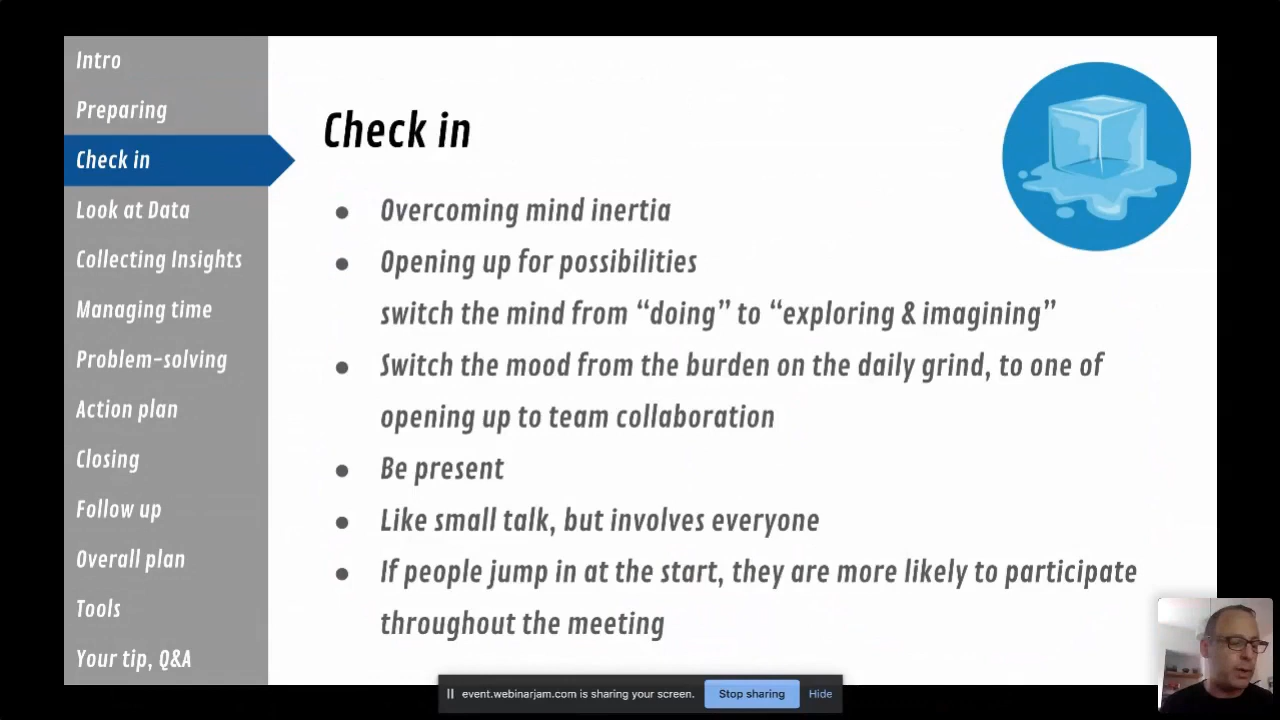 Intro
Preparing
Check in
Look at Data
Collecting Insights
Managing time
Problem-solving
Action plan
Closing
Follow up
Overall plan
Tools
Your tip, Q&A
Check in
Overcoming mind inertia
Opening up for possibilities
switch the mind from “doing” to “exploring & imagining”
Switch the mood from the burden on the daily grind, to one of
opening up to team collaboration
Be present
Like small talk, but involves everyone
If people jump in at the start, they are more likely to participate
throughout the meeting
event.webinarjam.com is sharing your screen.
Stop sharing
Hide